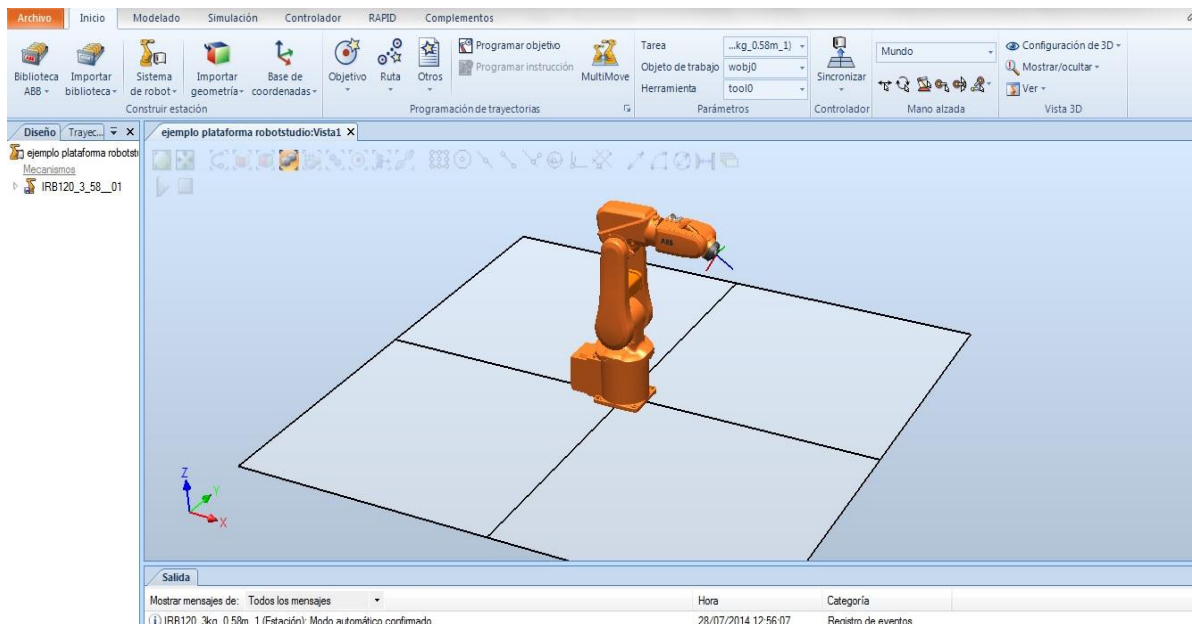 Archivo Inicio Modelado Simulación Controlador RAPID Complementos
Biblioteca ABB
Importar biblioteca
Sistema de robot
Importar geometría
Base de coordenadas
Construir estación
Objetivo
Ruta
Otros
Programar objetivo
Programar instrucción
MultiMove
Programación de trayectorias
Tarea ...kg_0.58m_1)
Objeto de trabajo wobj0
Herramienta tool0
Parámetros
Sincronizar
Controlador
Mundo
Mano alzada
Configuración de 3D
Mostrar/ocultar
Ver
Vista 3D
Diseño Trayec...
ejemplo plataforma robotstudio:Vista1
ejemplo plataforma robotst
Mecanismos
IRB120_3_58__01
ABB
Z
Y
X
Salida
Mostrar mensajes de: Todos los mensajes Hora Categoría
IRB120_3kg_0.58m_1 (Estación): Modo automático confirmado 28/07/2014 12:56:07 Registro de eventos